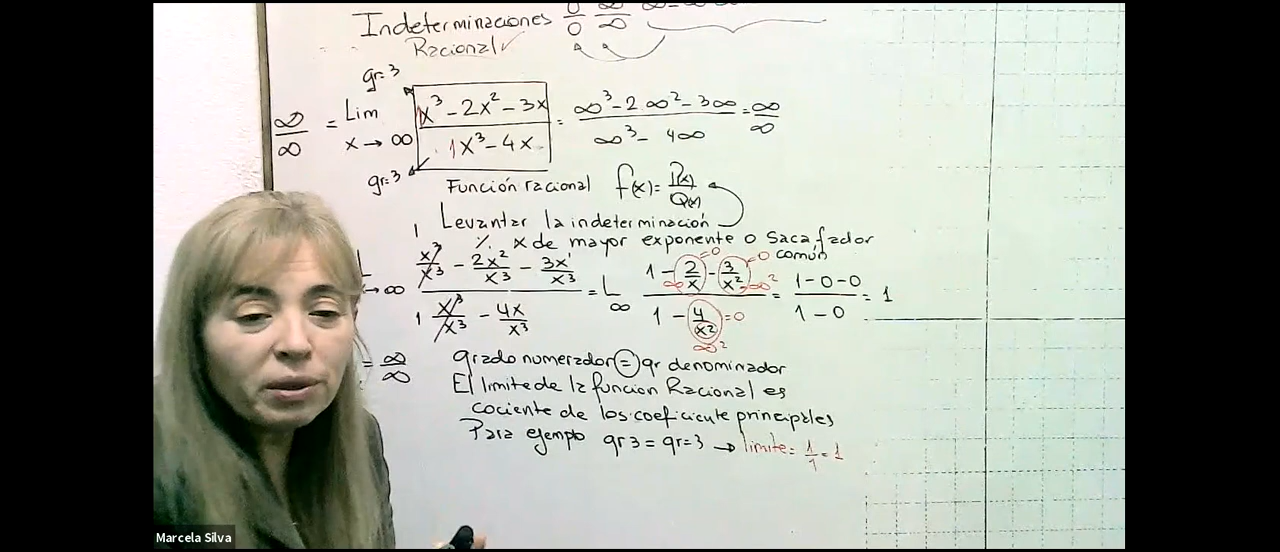 Indeterminaciones 0/0 ∞/∞
Racional ✓
gr=3
∞/∞ = Lim x→∞ (x³-2x²-3x)/(1x³-4x) = (∞³-2∞²-3∞)/(∞³-4∞) = ∞/∞
gr=3
Función racional f(x)= P(x)/Q(x)
Levantar la indeterminación
% x de mayor exponente o Saca factor
común
L →∞ (x³/x³ - 2x²/x³ - 3x/x³)/(x³/x³ - 4x/x³) = L ∞ (1 - 2/x - 3/x²)/(1 - 4/x²) = (1-0-0)/(1-0) = 1
= ∞/∞ grado numerador = gr denominador
El limite de la función Racional es
cociente de los coeficiente principales
Para ejempo gr 3 = gr=3 → limite= 1/1 = 1
Marcela Silva